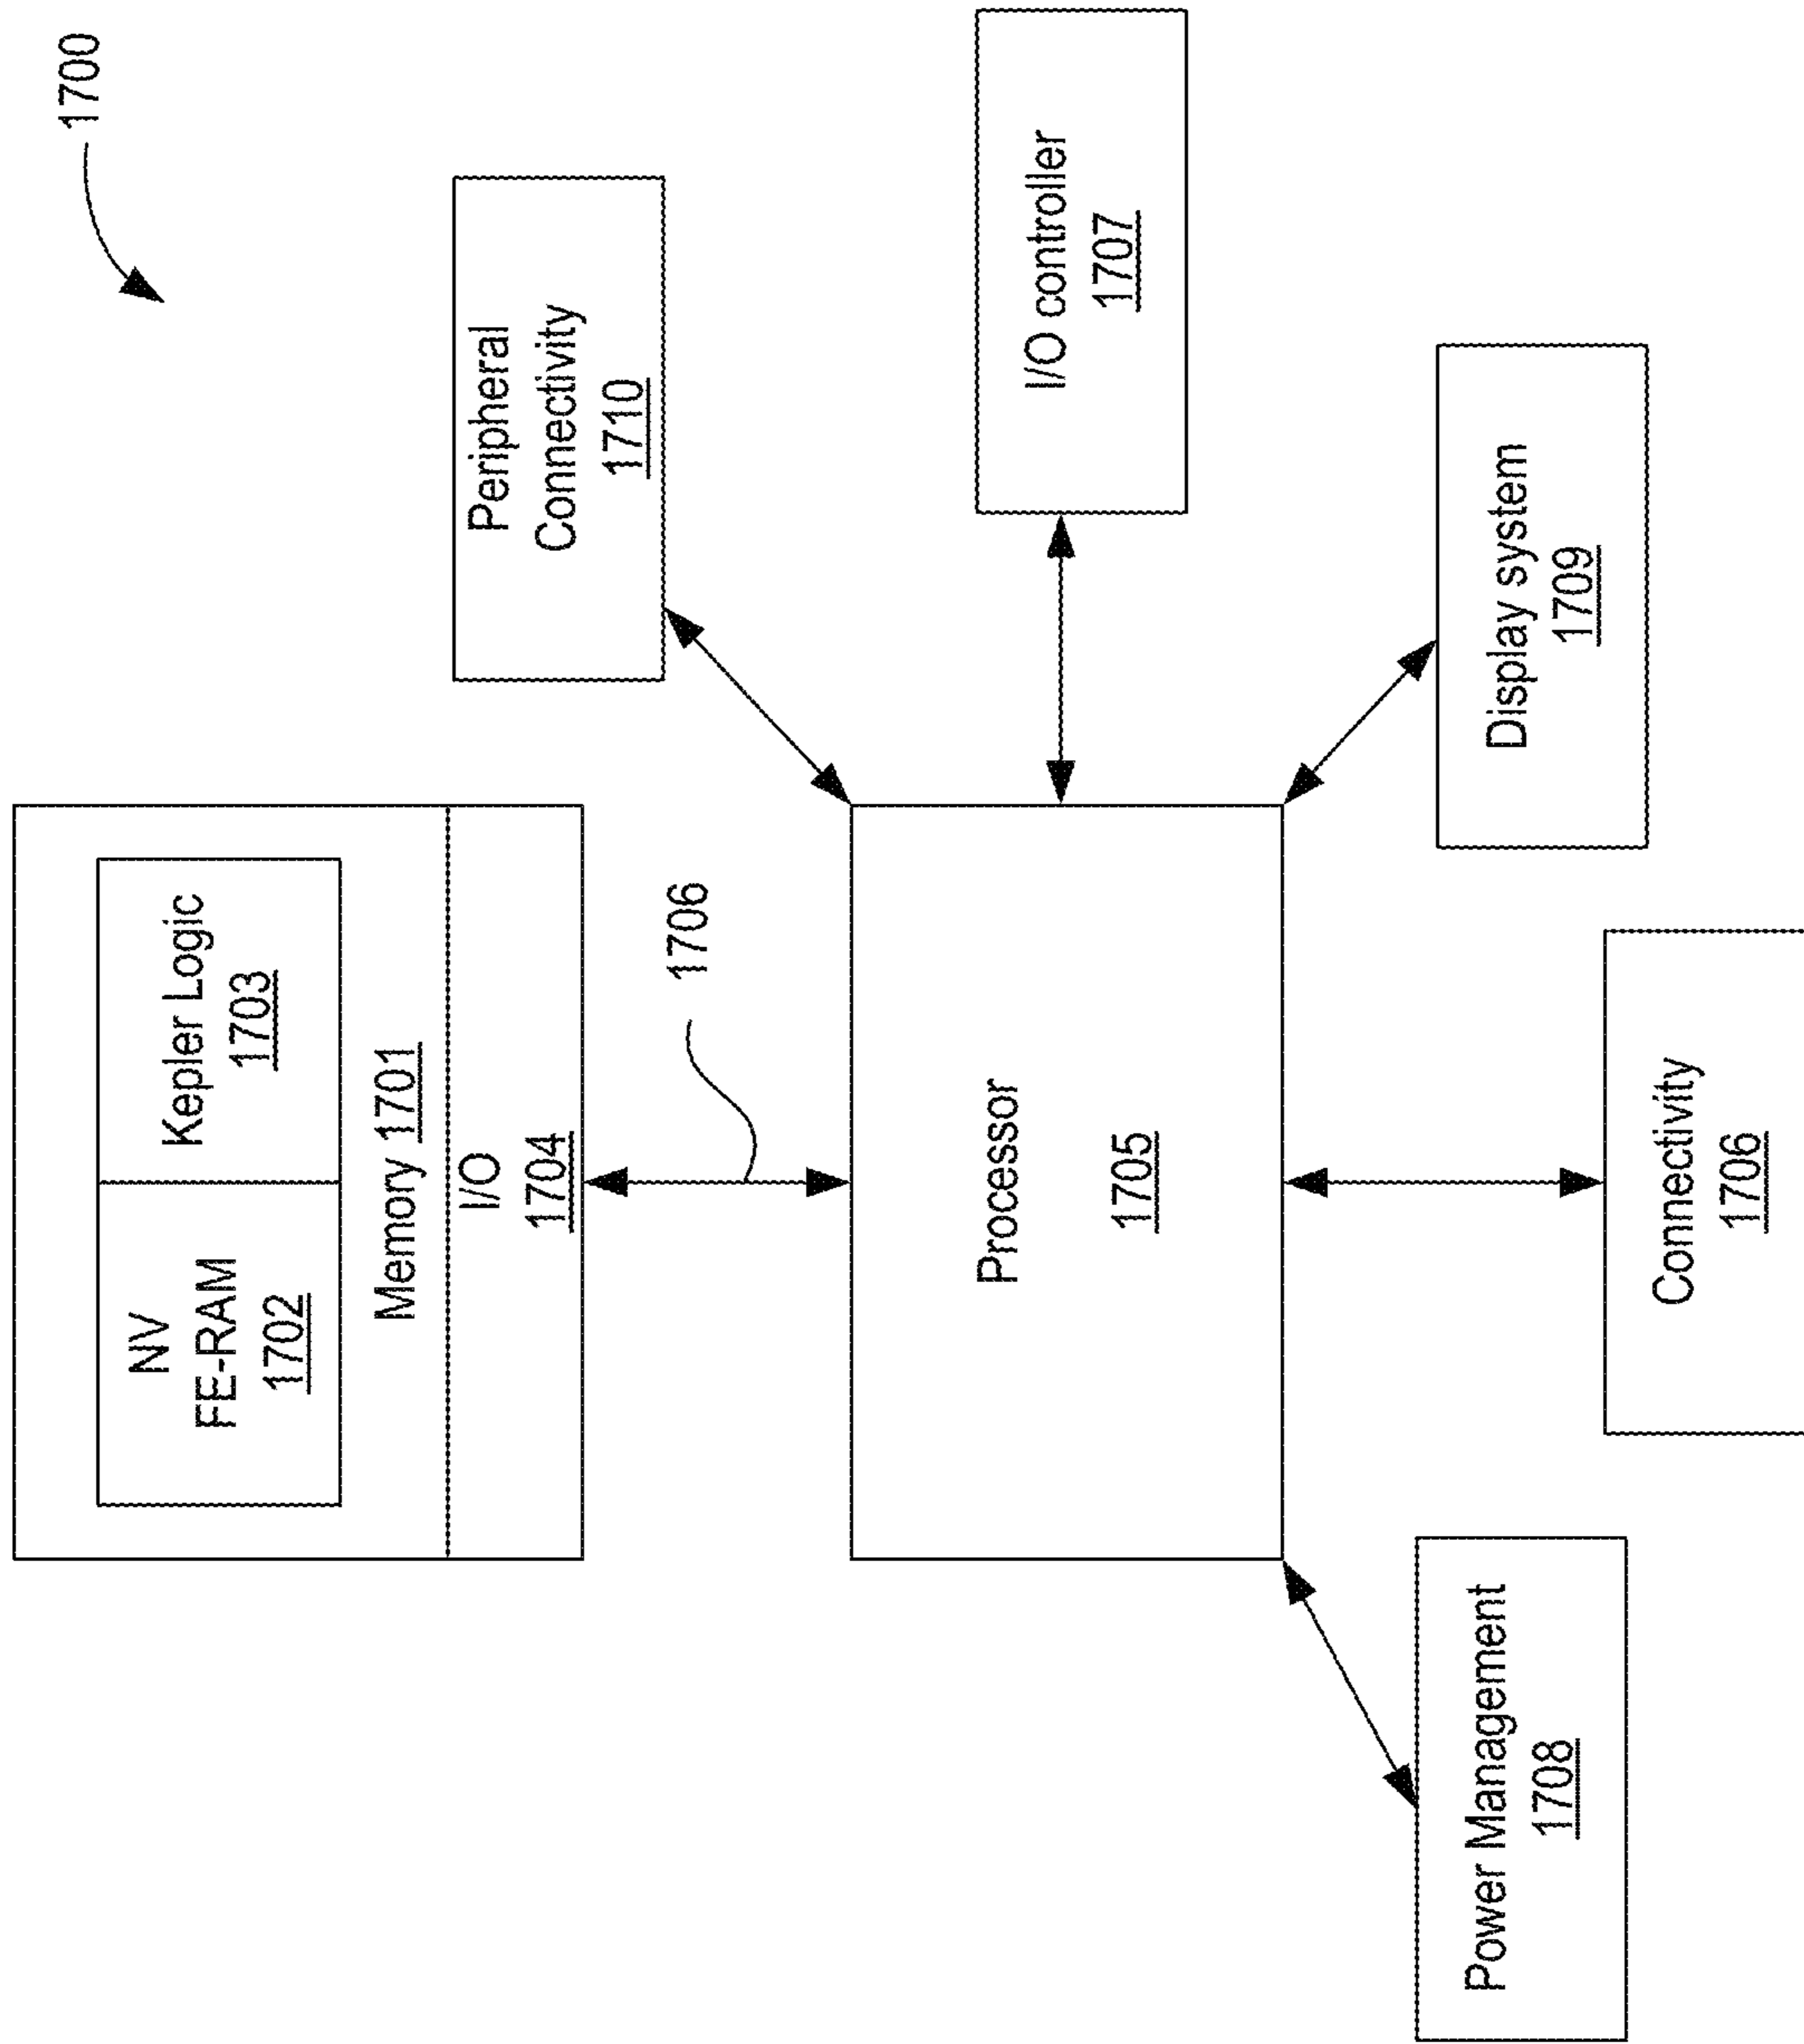 1700
NV
FE-RAM
1702
Kepler Logic
1703
Memory 1701
I/O
1704
1706
Peripheral
Connectivity
1710
Processor
1705
I/O controller
1707
Display system
1709
Connectivity
1706
Power Management
1708